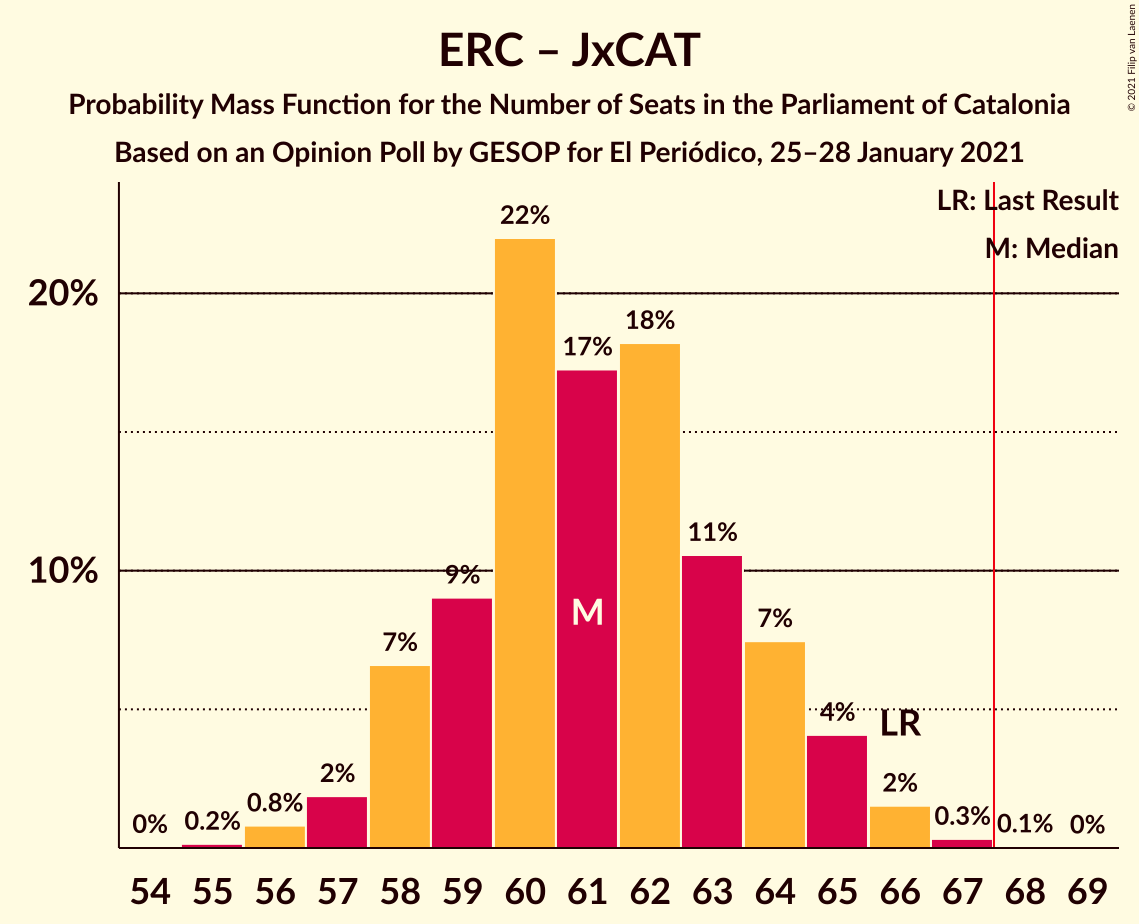 ERC – JxCAT
Probability Mass Function for the Number of Seats in the Parliament of Catalonia
Based on an Opinion Poll by GESOP for El Periódico, 25–28 January 2021
© 2021 Filip van Laenen
LR: Last Result
M: Median
20%
10%
0%
0.2%
0.8%
2%
7%
9%
22%
17%
18%
11%
7%
4%
2%
0.3%
0.1%
0%
M
LR
54 55 56 57 58 59 60 61 62 63 64 65 66 67 68 69